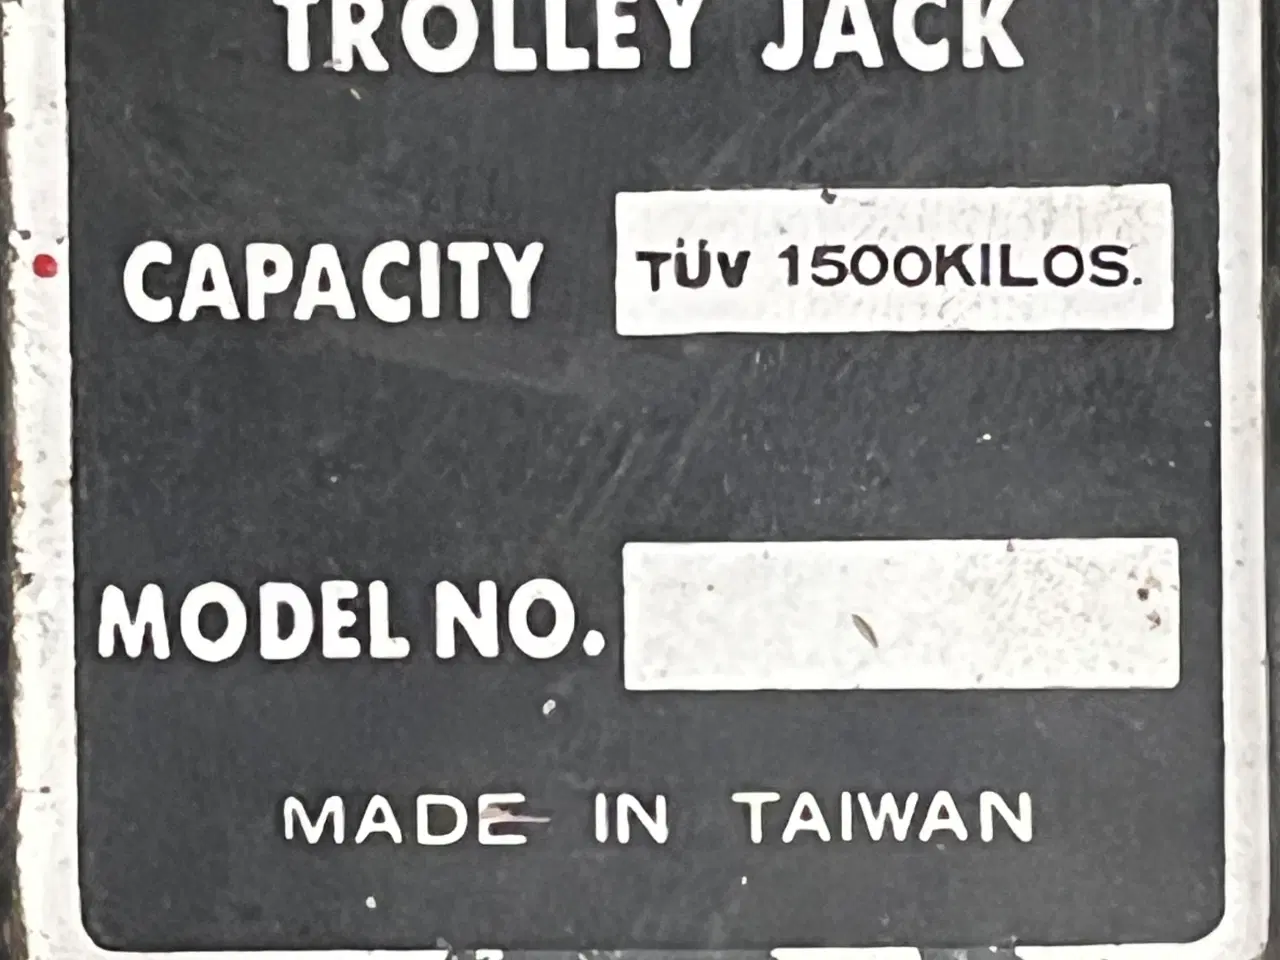 TROLLEY JACK
CAPACITY TÜV 1500KILOS.
MODEL NO.
MADE IN TAIWAN